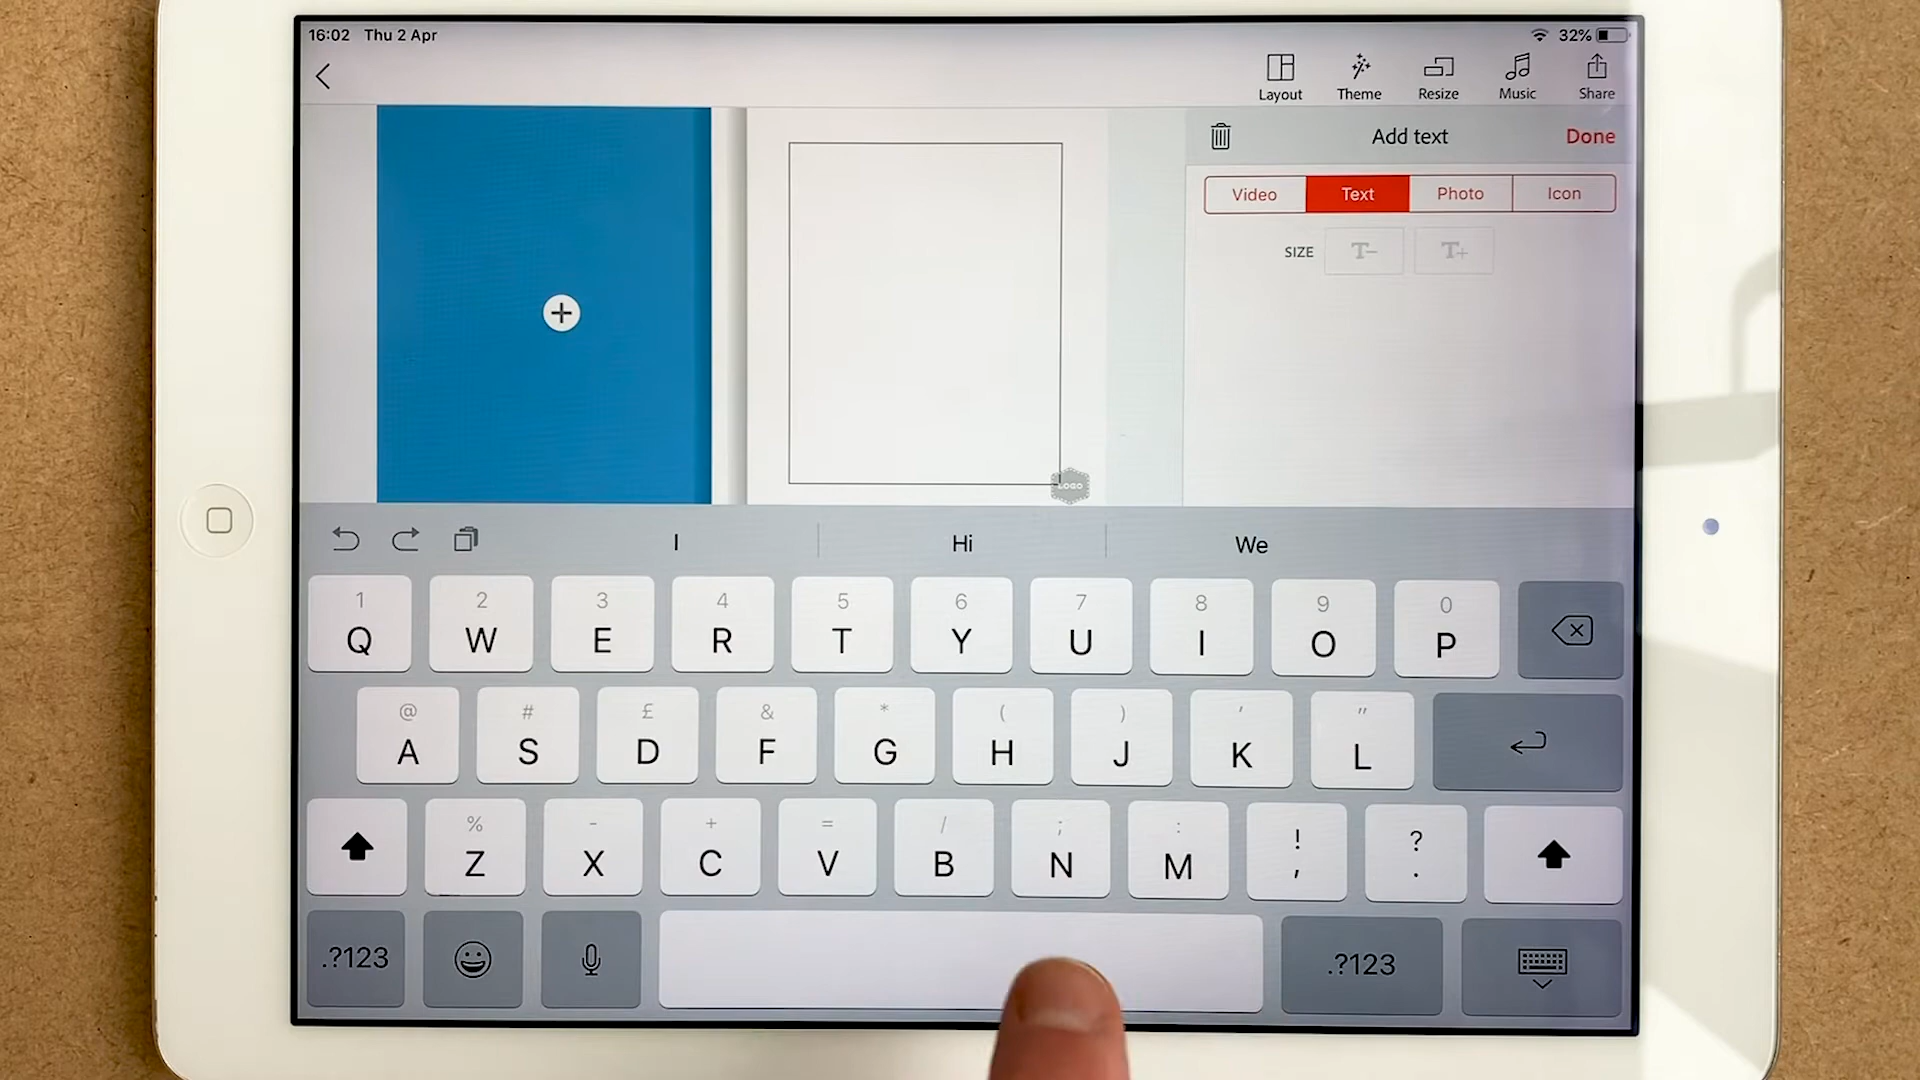 16:02 Thu 2 Apr 32%
Layout Theme Resize Music Share
Add text Done
Video Text Photo Icon
SIZE T- T+
LOGO
I Hi We
1 2 3 4 5 6 7 8 9 0
Q W E R T Y U I O P
@ # £ & * ( ) ' "
A S D F G H J K L
% - + = / ; : ! ?
Z X C V B N M , .
.?123 .?123